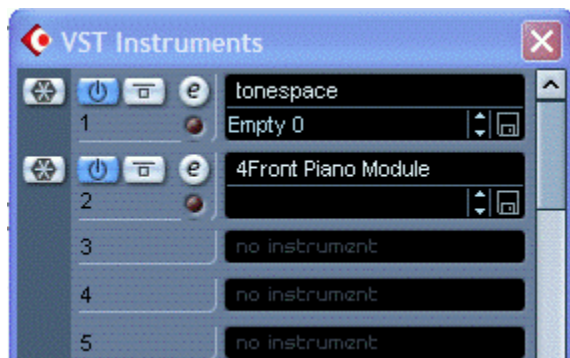 VST Instruments
e tonespace
1 Empty 0
e 4Front Piano Module
2
3 no instrument
4 no instrument
5 no instrument